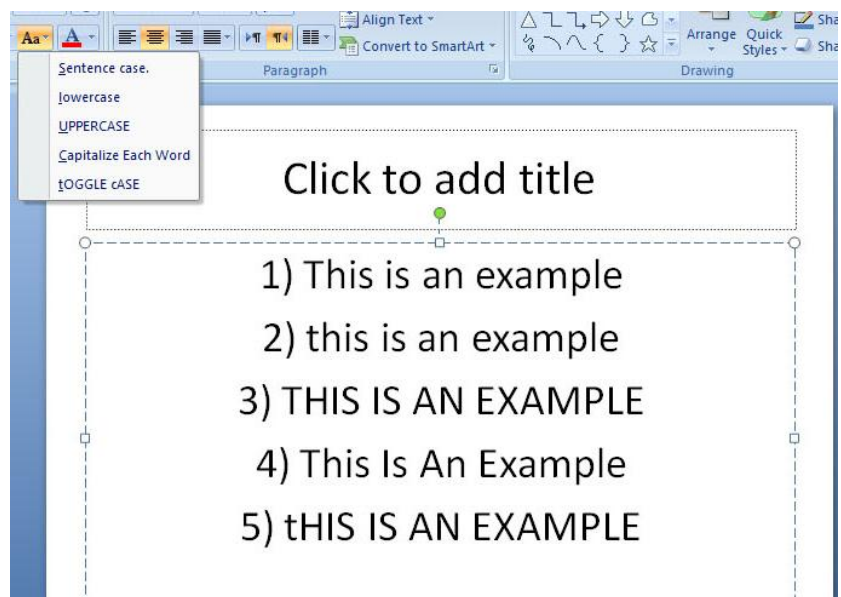 Align Text
Aa A Convert to SmartArt
Arrange Quick Styles
Paragraph
Drawing
Sentence case.
lowercase
UPPERCASE
Capitalize Each Word
tOGGLE cASE
Click to add title
1) This is an example
2) this is an example
3) THIS IS AN EXAMPLE
4) This Is An Example
5) tHIS IS AN EXAMPLE